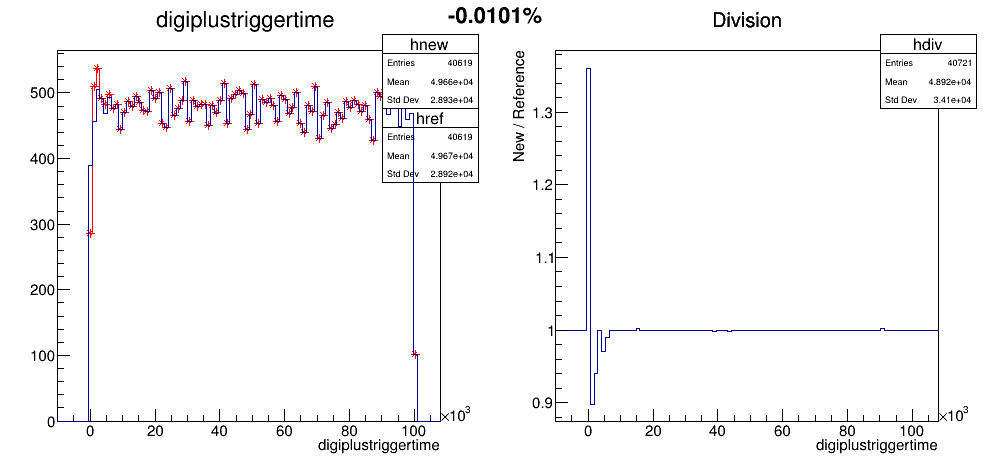 digiplustriggertime
-0.0101%
Division
hnew
Entries 40619
Mean 4.966e+04
Std Dev 2.893e+04
href
Entries 40619
Mean 4.967e+04
Std Dev 2.892e+04
500
400
300
200
100
0
0 20 40 60 80 100
×10³
digiplustriggertime
hdiv
Entries 40721
Mean 4.892e+04
Std Dev 3.41e+04
New / Reference
1.3
1.2
1.1
1
0.9
0 20 40 60 80 100
×10³
digiplustriggertime